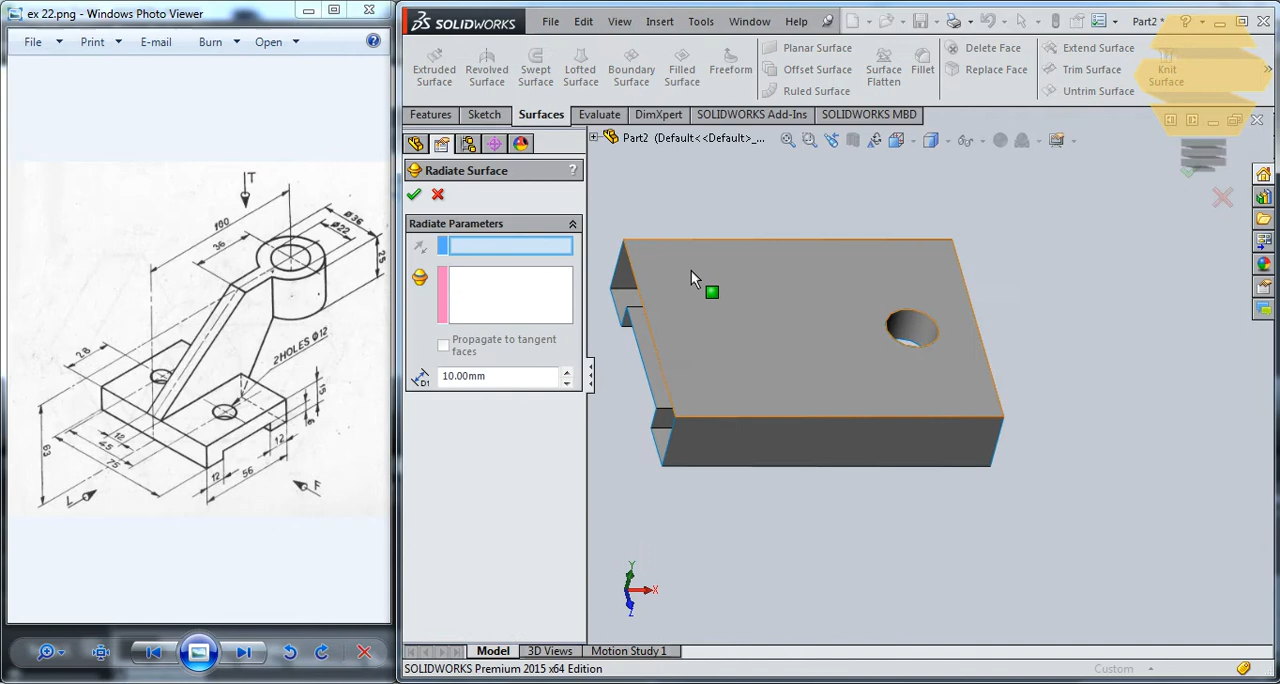 ex 22.png - Windows Photo Viewer
File Print E-mail Burn Open
T
100
36
Ø36
Ø22
25
2HOLES Ø12
28
15
6
63
12
45
75
12
12
56
L
F
SOLIDWORKS
File Edit View Insert Tools Window Help
Part2 *
Extruded Surface
Revolved Surface
Swept Surface
Lofted Surface
Boundary Surface
Filled Surface
Freeform
Planar Surface
Offset Surface
Ruled Surface
Surface Flatten
Fillet
Delete Face
Replace Face
Extend Surface
Trim Surface
Untrim Surface
Knit Surface
Features Sketch Surfaces Evaluate DimXpert SOLIDWORKS Add-Ins SOLIDWORKS MBD
Part2 (Default<<Default>_...
Radiate Surface ?
Radiate Parameters
Propagate to tangent
faces
D1
10.00mm
Y
X
Z
Model 3D Views Motion Study 1
SOLIDWORKS Premium 2015 x64 Edition
Custom